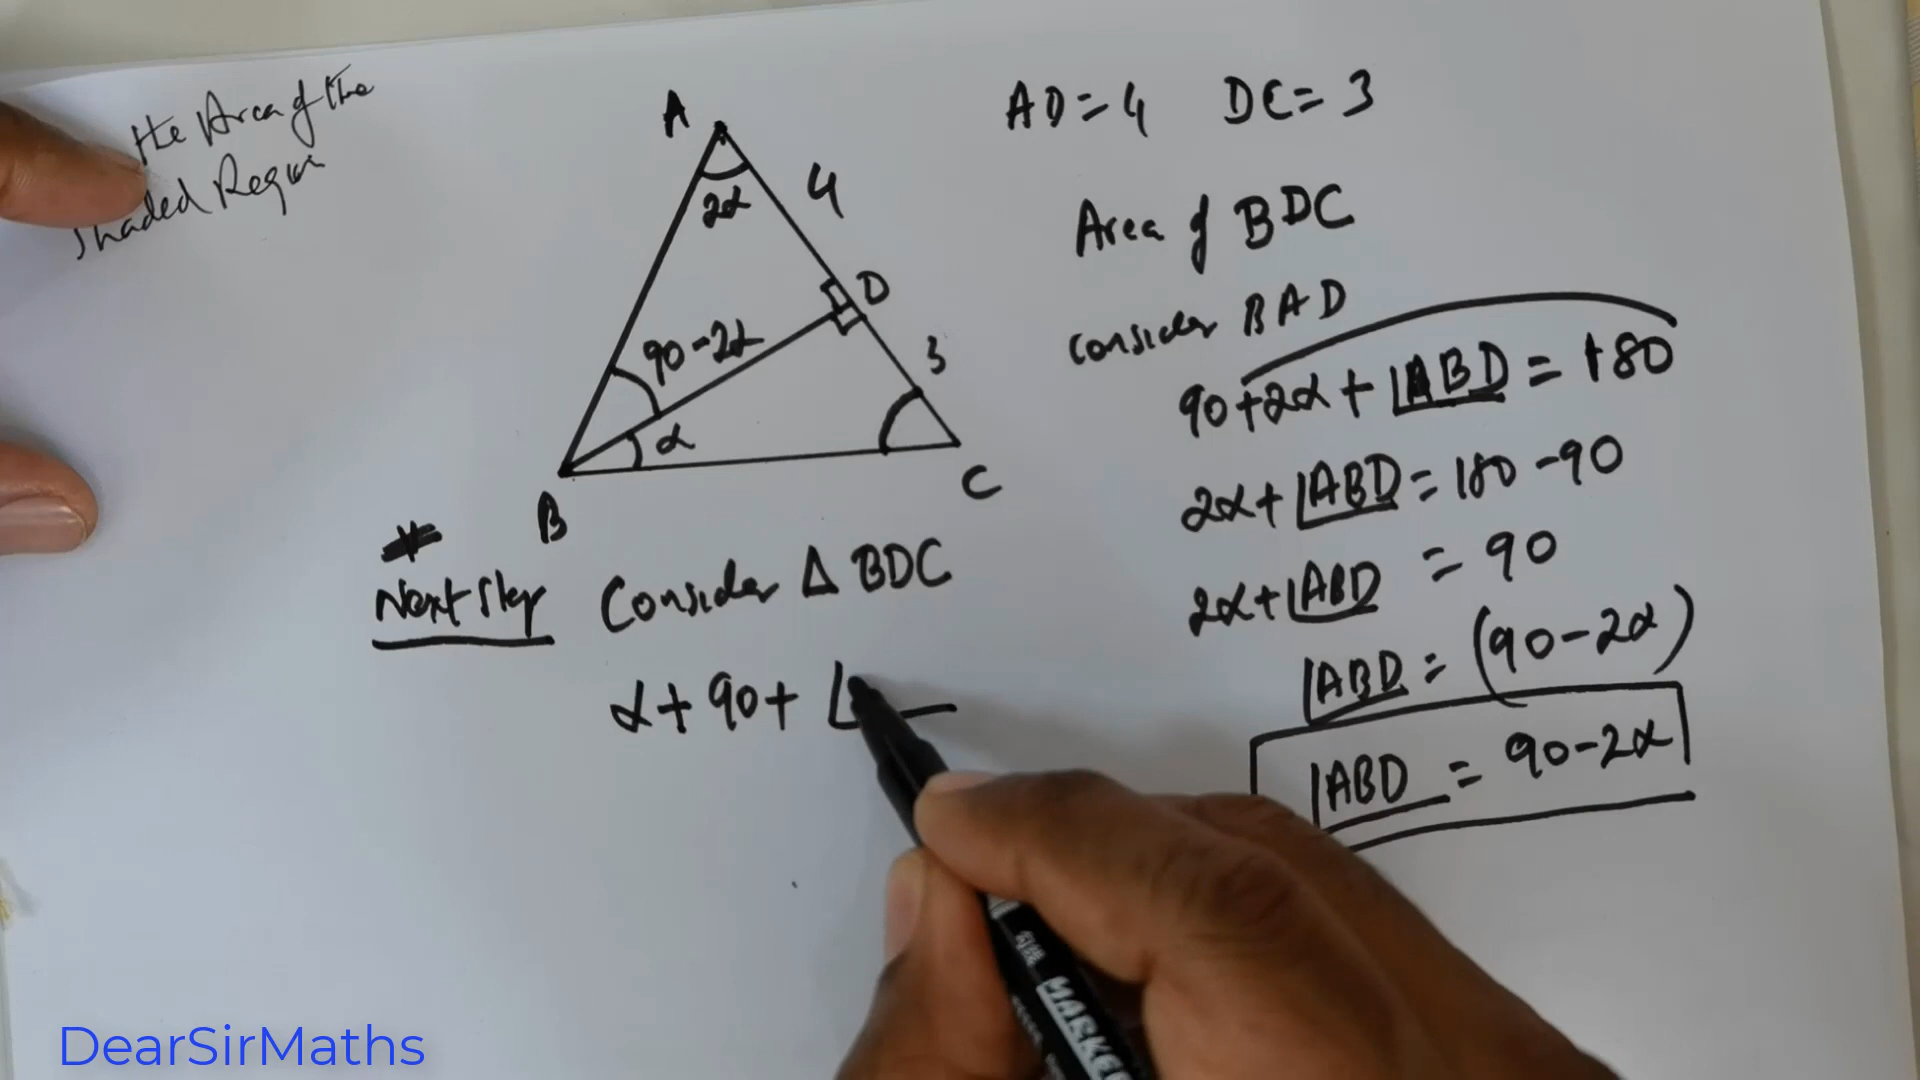 the Area of the
shaded Region
A
2α
4
D
90-2α
3
α
B
C
AD=4 DC=3
Area of BDC
consider BAD
90+2α+∠ABD=180
2α+∠ABD=180-90
2α+∠ABD=90
∠ABD=(90-2α)
∠ABD=90-2α
Next Step Consider Δ BDC
α+90+∠
MARKE
DearSirMaths